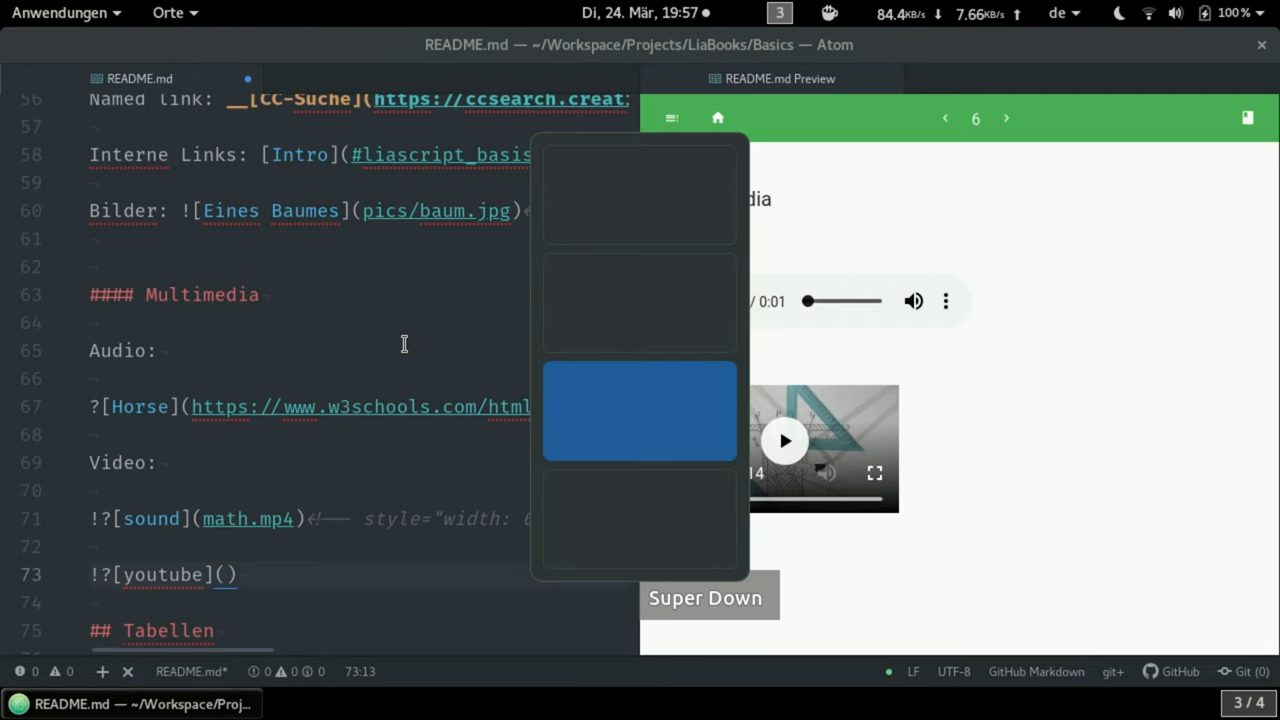 Anwendungen Orte Di, 24. Mär, 19:57 3 84.4KB/s 7.66KB/s de 100 %
README.md — ~/Workspace/Projects/LiaBooks/Basics — Atom
README.md README.md Preview
56 Named link: __[CC-Suche](https://ccsearch.creat
57
58 Interne Links: [Intro](#liascript_basis
59
60 Bilder: ![Eines Baumes](pics/baum.jpg)
61
62
63 #### Multimedia
64
65 Audio:
66
67 ?[Horse](https://www.w3schools.com/html
68
69 Video:
70
71 !?[sound](math.mp4)<!-- style="width: 6
72
73 !?[youtube]()
74
75 ## Tabellen
6
dia
/ 0:01
14
Super Down
0 0 README.md* 0 0 0 73:13 LF UTF-8 GitHub Markdown git+ GitHub Git (0)
README.md — ~/Workspace/Proj... 3 / 4